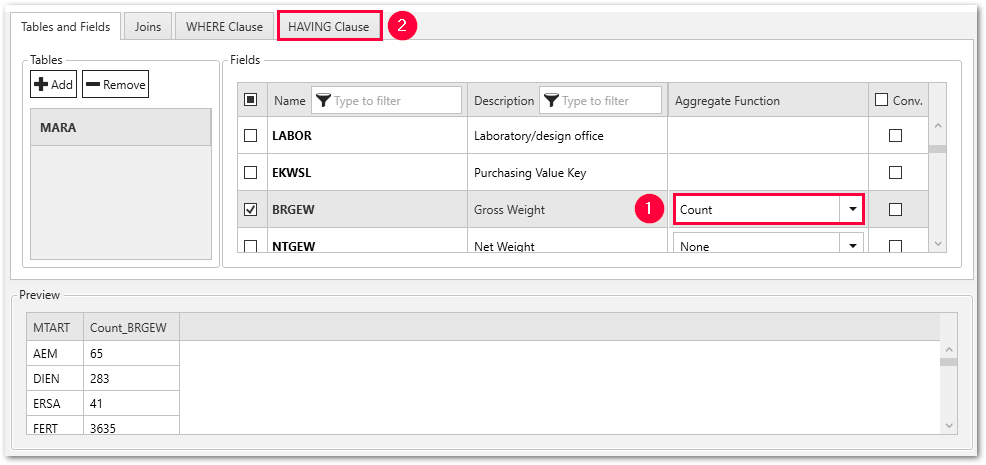 Tables and Fields Joins WHERE Clause HAVING Clause 2
Tables Fields
Add Remove
Name Type to filter Description Type to filter Aggregate Function Conv.
MARA
LABOR Laboratory/design office
EKWSL Purchasing Value Key
BRGEW Gross Weight 1 Count
NTGEW Net Weight None
Preview
MTART Count_BRGEW
AEM 65
DIEN 283
ERSA 41
FERT 3635